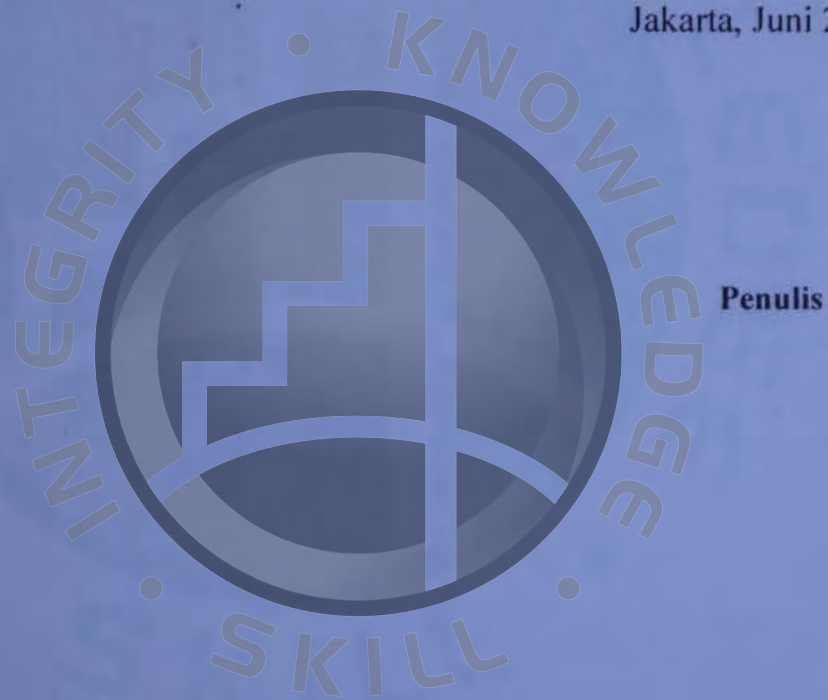 Jakarta, Juni 2
Penulis
INTEGRITY • KNOWLEDGE • SKILL